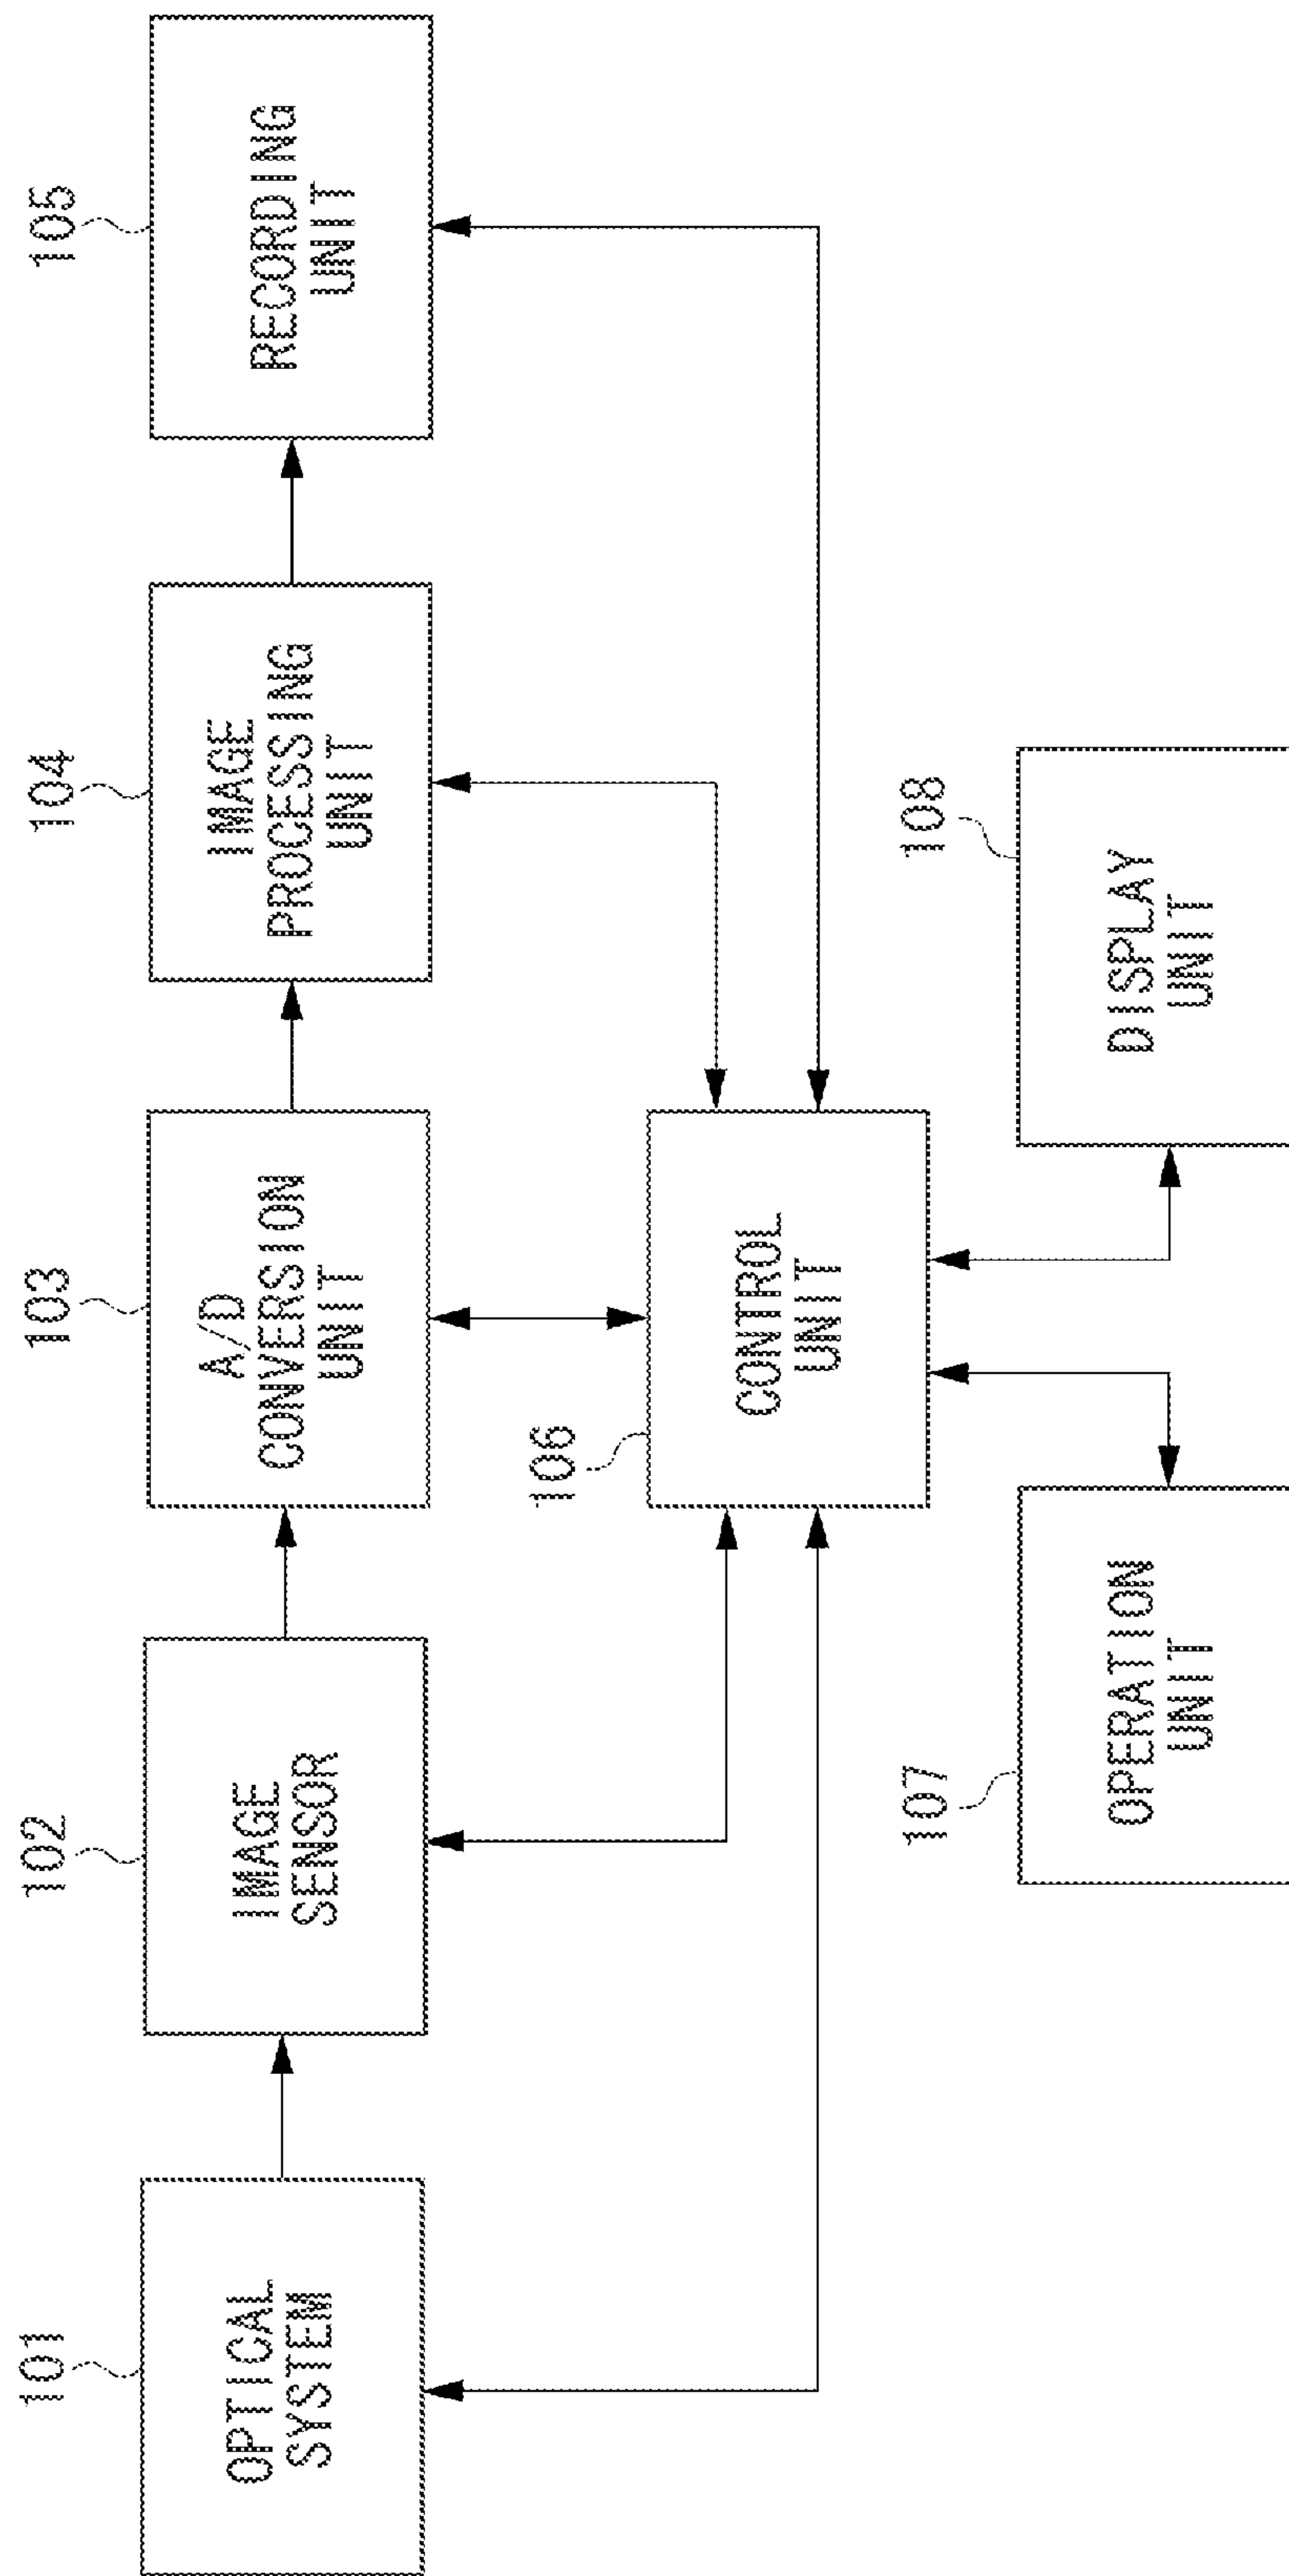 101
OPTICAL
SYSTEM
102
IMAGE
SENSOR
103
A/D
CONVERSION
UNIT
104
IMAGE
PROCESSING
UNIT
105
RECORDING
UNIT
106
CONTROL
UNIT
107
OPERATION
UNIT
108
DISPLAY
UNIT